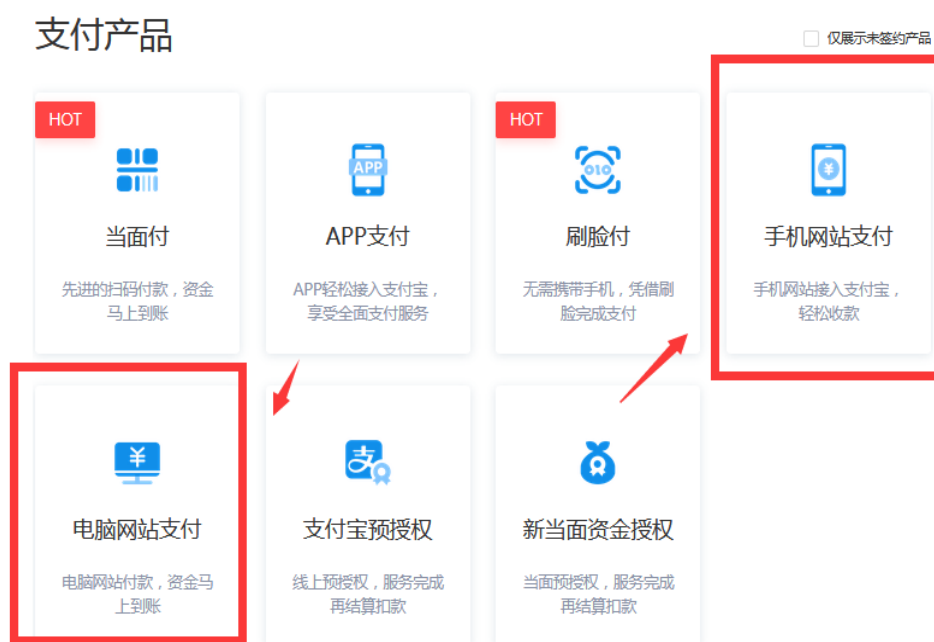 支付产品
仅展示未签约产品
HOT
当面付
先进的扫码付款，资金
马上到账
APP
APP支付
APP轻松接入支付宝，
享受全面支付服务
HOT
刷脸付
无需携带手机，凭借刷
脸完成支付
¥
手机网站支付
手机网站接入支付宝，
轻松收款
¥
电脑网站支付
电脑网站付款，资金马
上到账
支
支付宝预授权
线上预授权，服务完成
再结算扣款
新当面资金授权
当面预授权，服务完成
再结算扣款